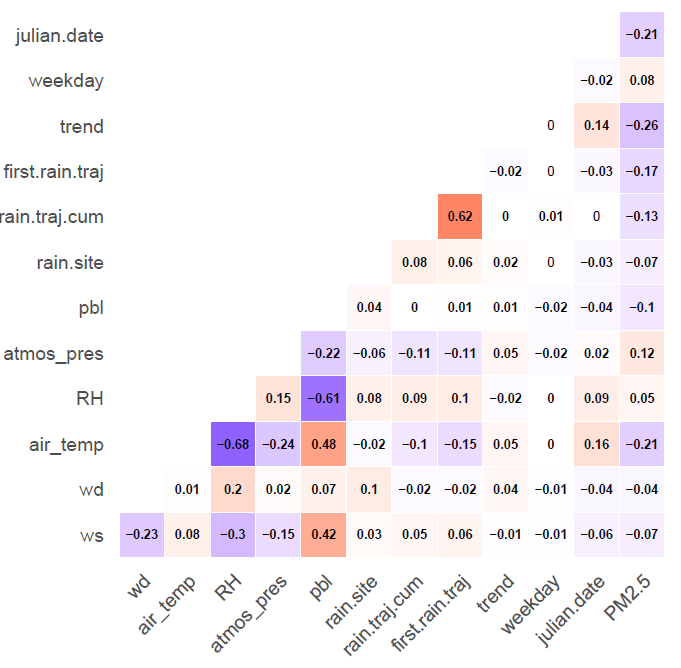 julian.date −0.21
weekday −0.02 0.08
trend 0 0.14 −0.26
first.rain.traj −0.02 0 −0.03 −0.17
rain.traj.cum 0.62 0 0.01 0 −0.13
rain.site 0.08 0.06 0.02 0 −0.03 −0.07
pbl 0.04 0 0.01 0.01 −0.02 −0.04 −0.1
atmos_pres −0.22 −0.06 −0.11 −0.11 0.05 −0.02 0.02 0.12
RH 0.15 −0.61 0.08 0.09 0.1 −0.02 0 0.09 0.05
air_temp −0.68 −0.24 0.48 −0.02 −0.1 −0.15 0.05 0 0.16 −0.21
wd 0.01 0.2 0.02 0.07 0.1 −0.02 −0.02 0.04 −0.01 −0.04 −0.04
ws −0.23 0.08 −0.3 −0.15 0.42 0.03 0.05 0.06 −0.01 −0.01 −0.06 −0.07
wd air_temp RH atmos_pres pbl rain.site rain.traj.cum first.rain.traj trend weekday julian.date PM2.5